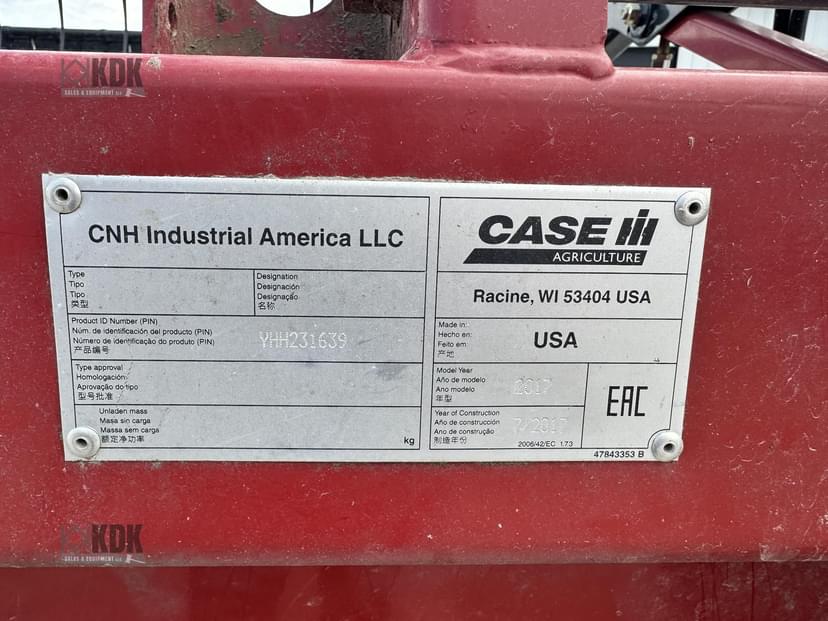 KDK
SALES & EQUIPMENT LLC
CNH Industrial America LLC
CASE IH
AGRICULTURE
Racine, WI 53404 USA
Type
Tipo
Tipo
类型
Designation
Designación
Designação
名称
Product ID Number (PIN)
Núm. de identificación del producto (PIN)
Número de identificação do produto (PIN)
产品编号
YHH231639
Made in:
Hecho en:
Feito em:
产地
USA
Type approval
Homologación
Aprovação do tipo
型号批准
Model Year
Año de modelo
Ano modelo
年型
2017
EAC
Unladen mass
Masa sin carga
Massa sem carga
额定净功率
kg
Year of Construction
Año de construcción
Ano de construção
制造年份
7/2017
2006/42/EC 1.7.3
47843353 B
KDK
SALES & EQUIPMENT LLC